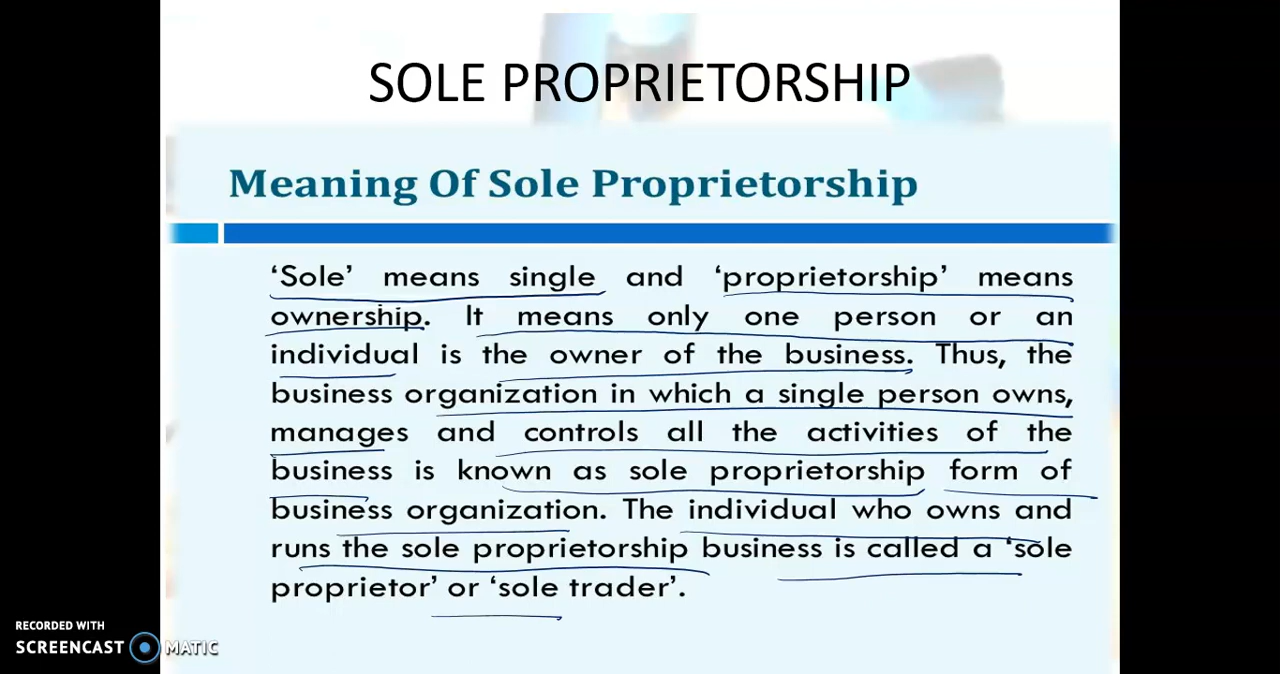 SOLE PROPRIETORSHIP
Meaning Of Sole Proprietorship
‘Sole’ means single and ‘proprietorship’ means
ownership. It means only one person or an
individual is the owner of the business. Thus, the
business organization in which a single person owns,
manages and controls all the activities of the
business is known as sole proprietorship form of
business organization. The individual who owns and
runs the sole proprietorship business is called a ‘sole
proprietor’ or ‘sole trader’.
RECORDED WITH
SCREENCAST MATIC